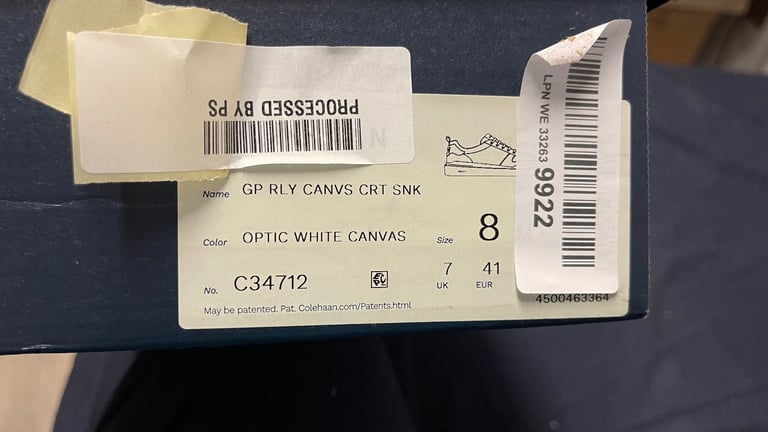 PROCESSED BY PS
LPN WE 33263 9922
Name GP RLY CANVS CRT SNK
Color OPTIC WHITE CANVAS
Size 8
No. C34712
7 41
UK EUR
4500463364
May be patented. Pat. Colehaan.com/Patents.html